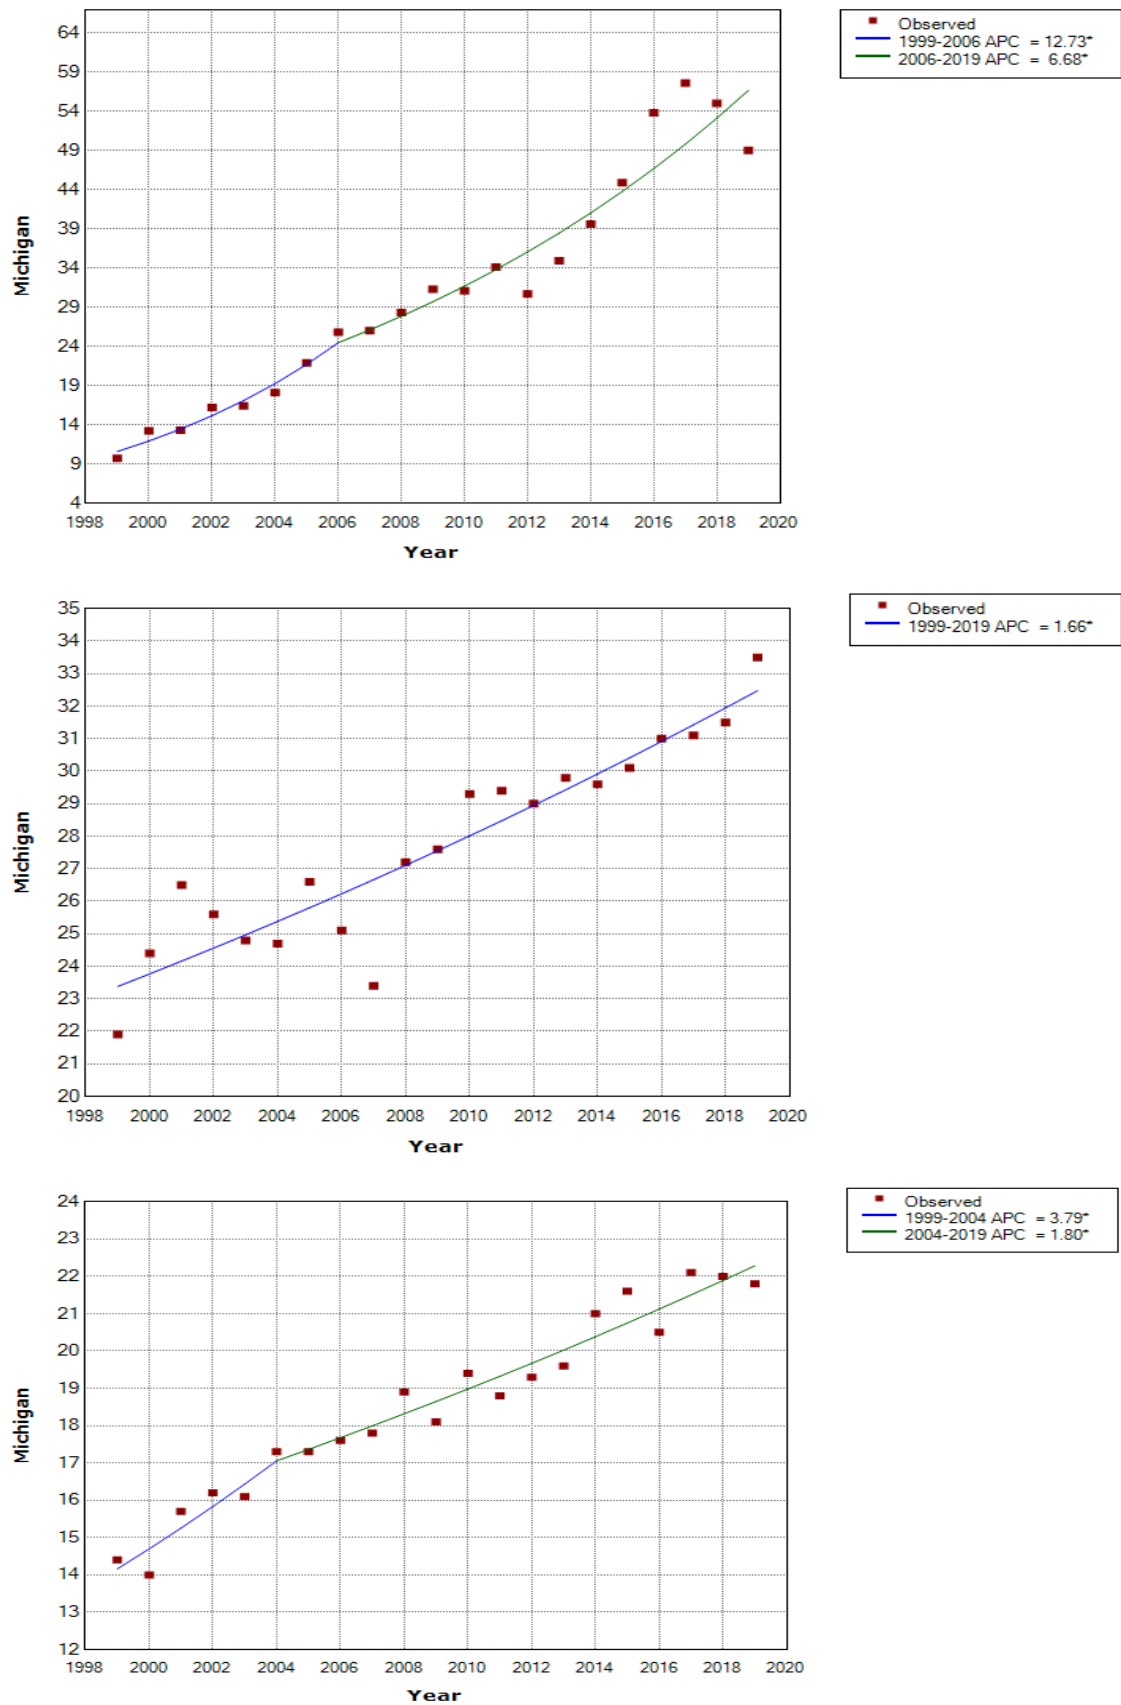 64
59
54
49
44
39
34
29
24
19
14
9
4
Michigan
1998 2000 2002 2004 2006 2008 2010 2012 2014 2016 2018 2020
Year
Observed
1999-2006 APC = 12.73*
2006-2019 APC = 6.68*
35
34
33
32
31
30
29
28
27
26
25
24
23
22
21
20
Michigan
1998 2000 2002 2004 2006 2008 2010 2012 2014 2016 2018 2020
Year
Observed
1999-2019 APC = 1.66*
24
23
22
21
20
19
18
17
16
15
14
13
12
Michigan
1998 2000 2002 2004 2006 2008 2010 2012 2014 2016 2018 2020
Year
Observed
1999-2004 APC = 3.79*
2004-2019 APC = 1.80*